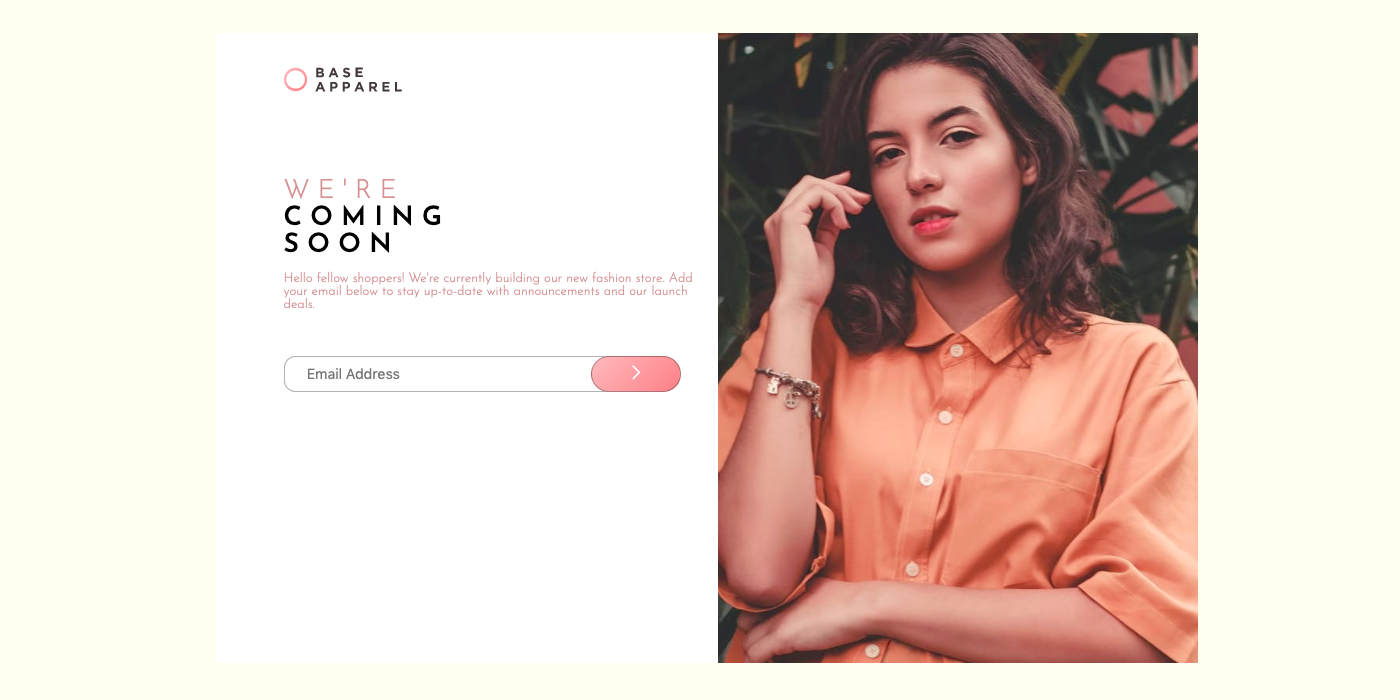 BASE
APPAREL
WE'RE
COMING
SOON
Hello fellow shoppers! We're currently building our new fashion store. Add
your email below to stay up-to-date with announcements and our launch
deals.
Email Address